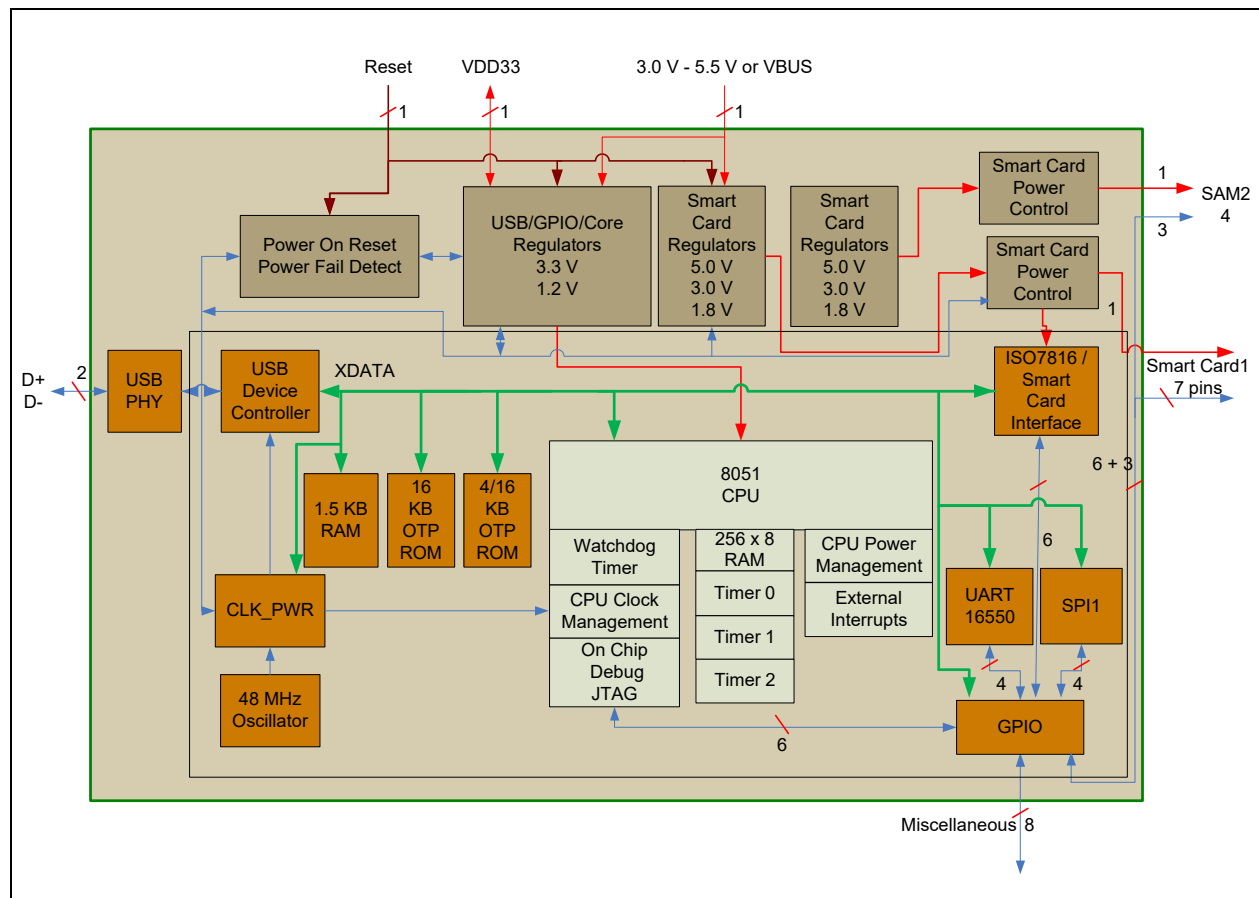 Reset
VDD33
3.0 V - 5.5 V or VBUS
1
1
1
Smart Card
Power
Control
1
SAM2
4
3
Power On Reset
Power Fail Detect
USB/GPIO/Core
Regulators
3.3 V
1.2 V
Smart
Card
Regulators
5.0 V
3.0 V
1.8 V
Smart
Card
Regulators
5.0 V
3.0 V
1.8 V
Smart Card
Power
Control
1
D+
D-
2
USB
PHY
USB
Device
Controller
XDATA
ISO7816 /
Smart
Card
Interface
Smart Card1
7 pins
1.5 KB
RAM
16
KB
OTP
ROM
4/16
KB
OTP
ROM
8051
CPU
6 + 3
6
Watchdog
Timer
256 x 8
RAM
CPU Power
Management
CLK_PWR
CPU Clock
Management
Timer 0
External
Interrupts
UART
16550
SPI1
On Chip
Debug
JTAG
Timer 1
Timer 2
4
4
48 MHz
Oscillator
6
GPIO
Miscellaneous
8